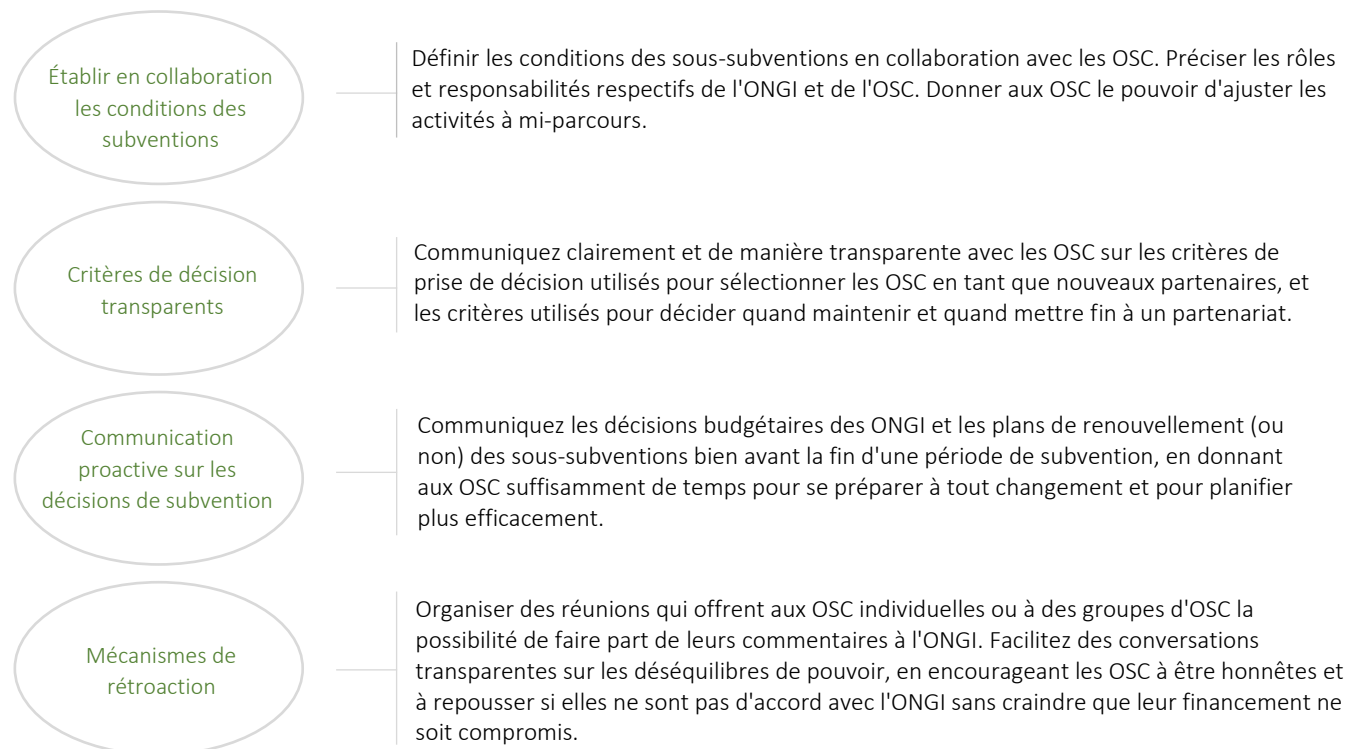 Établir en collaboration
les conditions des
subventions
Définir les conditions des sous-subventions en collaboration avec les OSC. Préciser les rôles
et responsabilités respectifs de l'ONGI et de l'OSC. Donner aux OSC le pouvoir d'ajuster les
activités à mi-parcours.
Critères de décision
transparents
Communiquez clairement et de manière transparente avec les OSC sur les critères de
prise de décision utilisés pour sélectionner les OSC en tant que nouveaux partenaires, et
les critères utilisés pour décider quand maintenir et quand mettre fin à un partenariat.
Communication
proactive sur les
décisions de subvention
Communiquez les décisions budgétaires des ONGI et les plans de renouvellement (ou
non) des sous-subventions bien avant la fin d'une période de subvention, en donnant
aux OSC suffisamment de temps pour se préparer à tout changement et pour planifier
plus efficacement.
Mécanismes de
rétroaction
Organiser des réunions qui offrent aux OSC individuelles ou à des groupes d'OSC la
possibilité de faire part de leurs commentaires à l'ONGI. Facilitez des conversations
transparentes sur les déséquilibres de pouvoir, en encourageant les OSC à être honnêtes et
à repousser si elles ne sont pas d'accord avec l'ONGI sans craindre que leur financement ne
soit compromis.